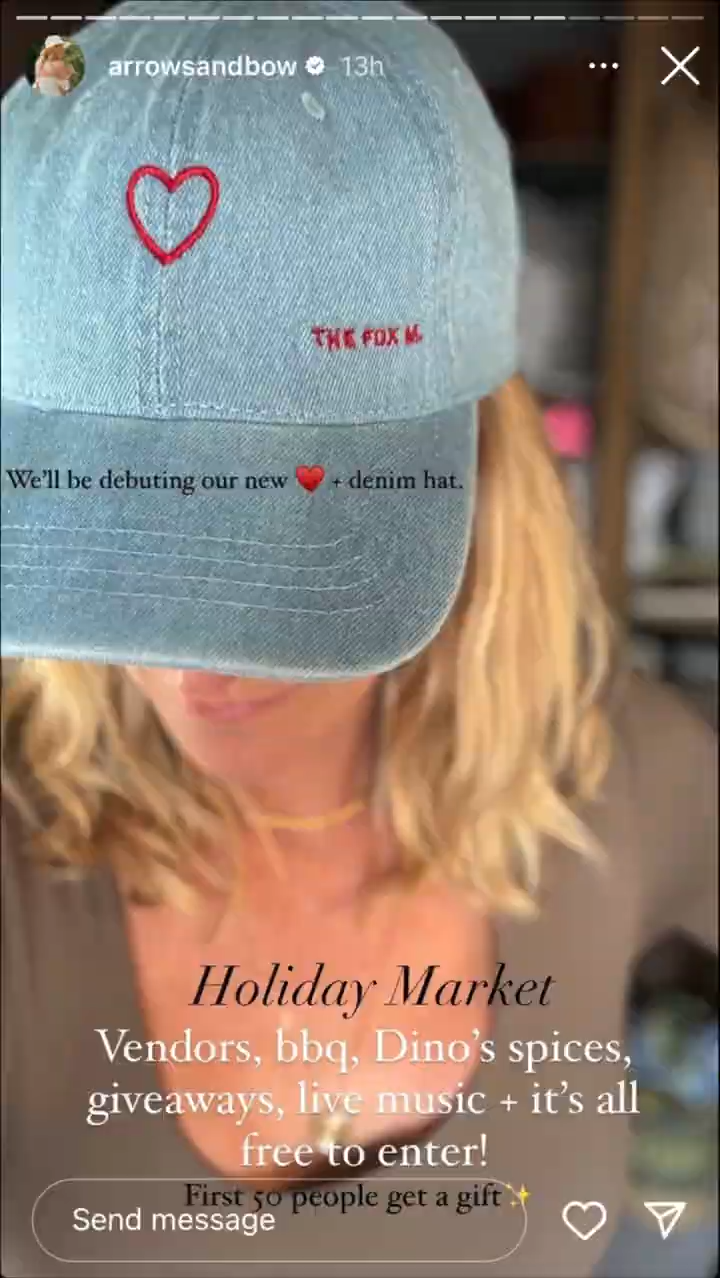 arrowsandbow 13h
THE FOX M.
We'll be debuting our new ❤️ + denim hat.
Holiday Market
Vendors, bbq, Dino's spices,
giveaways, live music + it's all
free to enter!
First 50 people get a gift✨
Send message